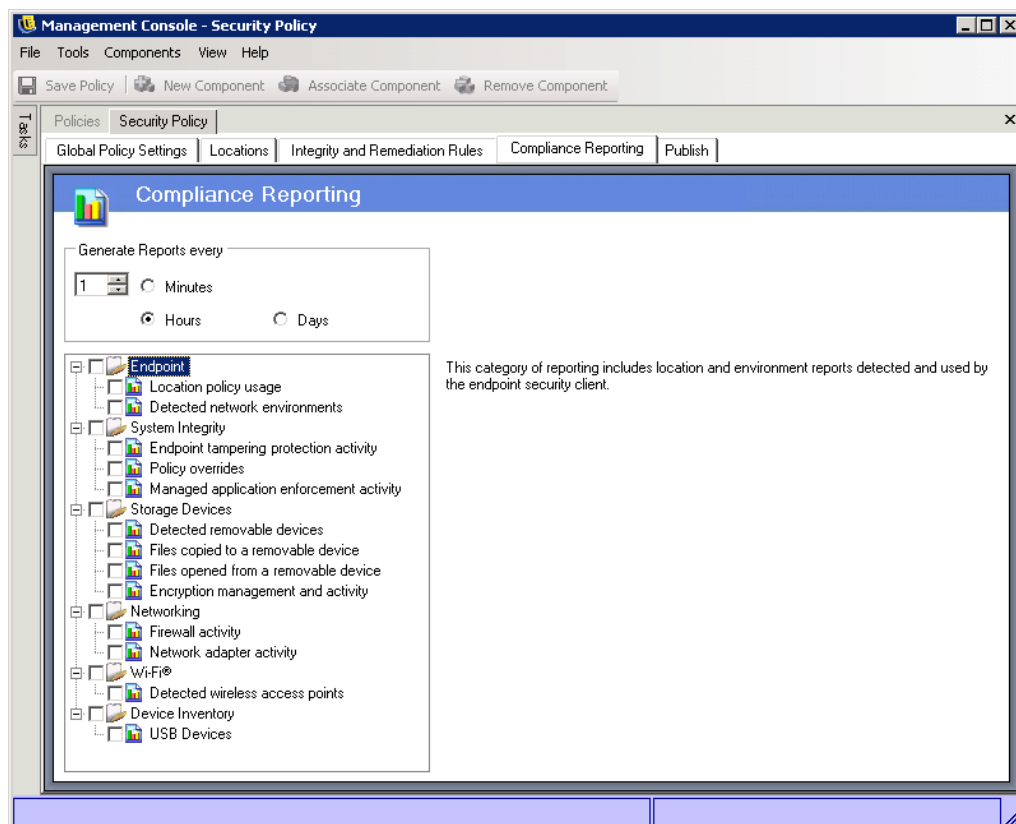 Management Console - Security Policy
File Tools Components View Help
Save Policy New Component Associate Component Remove Component
Tasks
Policies Security Policy
Global Policy Settings Locations Integrity and Remediation Rules Compliance Reporting Publish
Compliance Reporting
Generate Reports every
1 Minutes
Hours Days
Endpoint
Location policy usage
Detected network environments
System Integrity
Endpoint tampering protection activity
Policy overrides
Managed application enforcement activity
Storage Devices
Detected removable devices
Files copied to a removable device
Files opened from a removable device
Encryption management and activity
Networking
Firewall activity
Network adapter activity
Wi-Fi®
Detected wireless access points
Device Inventory
USB Devices
This category of reporting includes location and environment reports detected and used by
the endpoint security client.